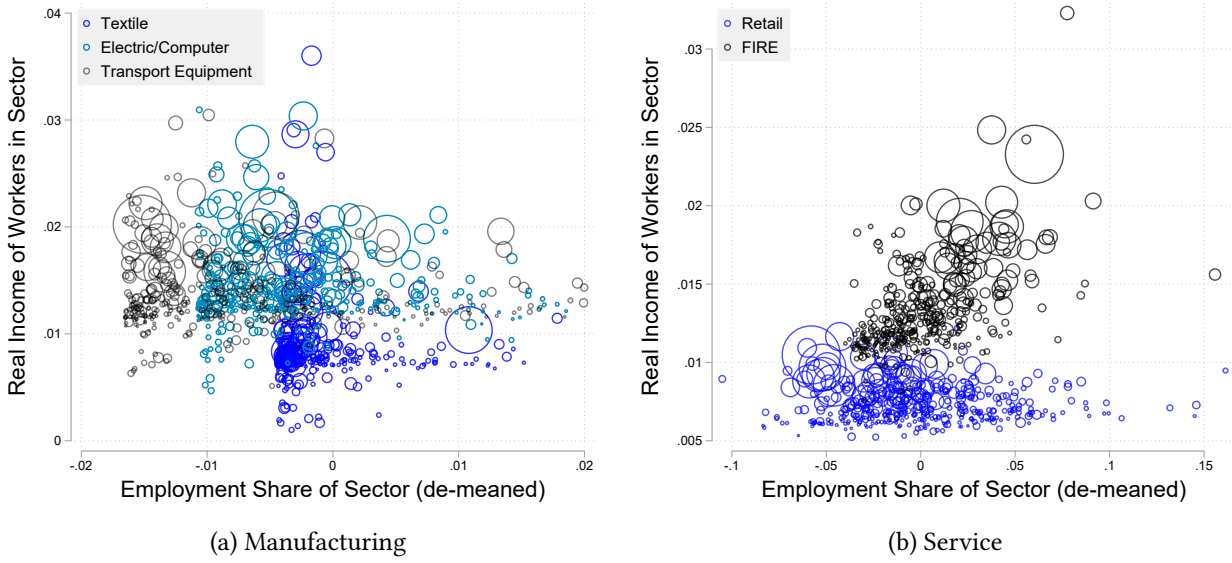 Textile
Electric/Computer
Transport Equipment
.04
.03
.02
.01
0
Real Income of Workers in Sector
-.02
-.01
0
.01
.02
Employment Share of Sector (de-meaned)
(a) Manufacturing
Retail
FIRE
.03
.025
.02
.015
.01
.005
Real Income of Workers in Sector
-.1
-.05
0
.05
.1
.15
Employment Share of Sector (de-meaned)
(b) Service